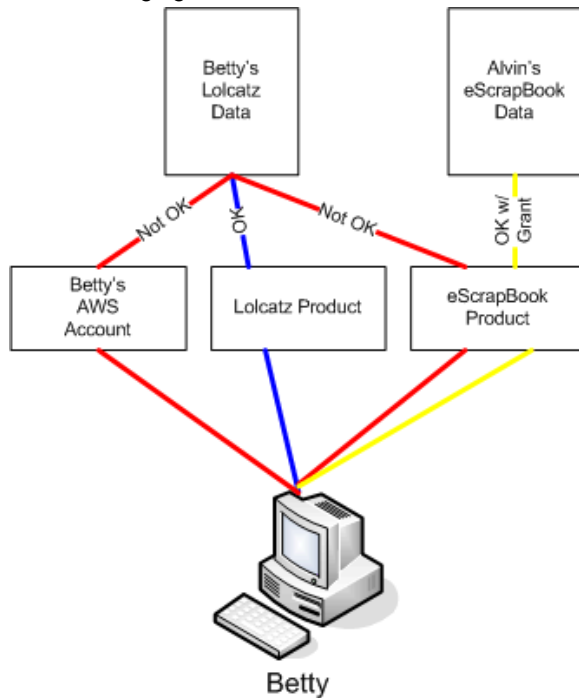 Betty's
Lolcatz
Data
Alvin's
eScrapBook
Data
Not OK
OK
Not OK
OK w/
Grant
Betty's
AWS
Account
Lolcatz Product
eScrapBook
Product
Betty